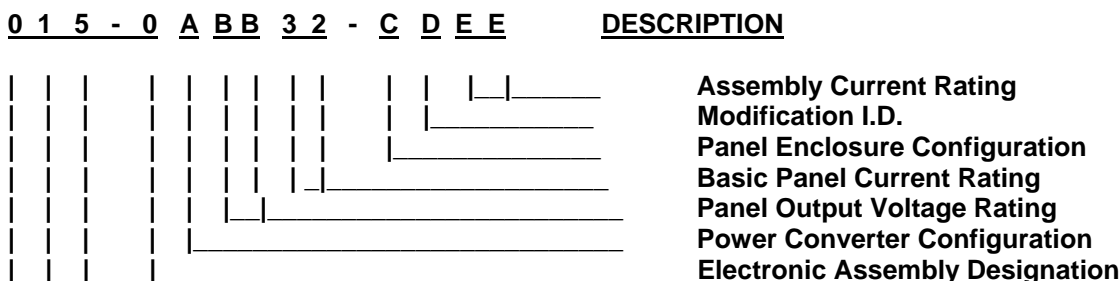 0 1 5 - 0 A B B 3 2 - C D E E DESCRIPTION
Assembly Current Rating
Modification I.D.
Panel Enclosure Configuration
Basic Panel Current Rating
Panel Output Voltage Rating
Power Converter Configuration
Electronic Assembly Designation